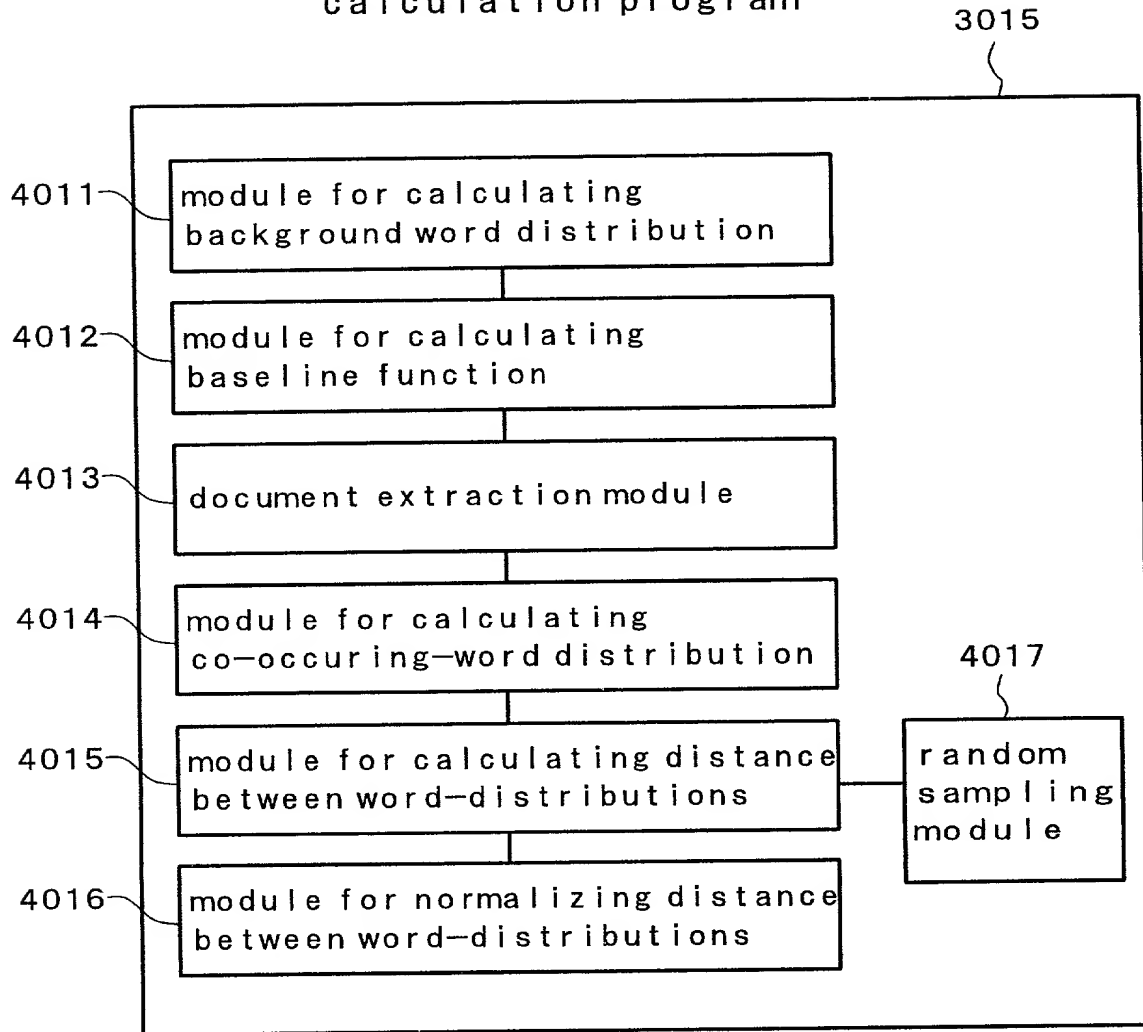 calculation program
3015
4011
module for calculating
background word distribution
4012
module for calculating
baseline function
4013
document extraction module
4014
module for calculating
co-occuring-word distribution
4017
4015
module for calculating distance
between word-distributions
random
sampling
module
4016
module for normalizing distance
between word-distributions